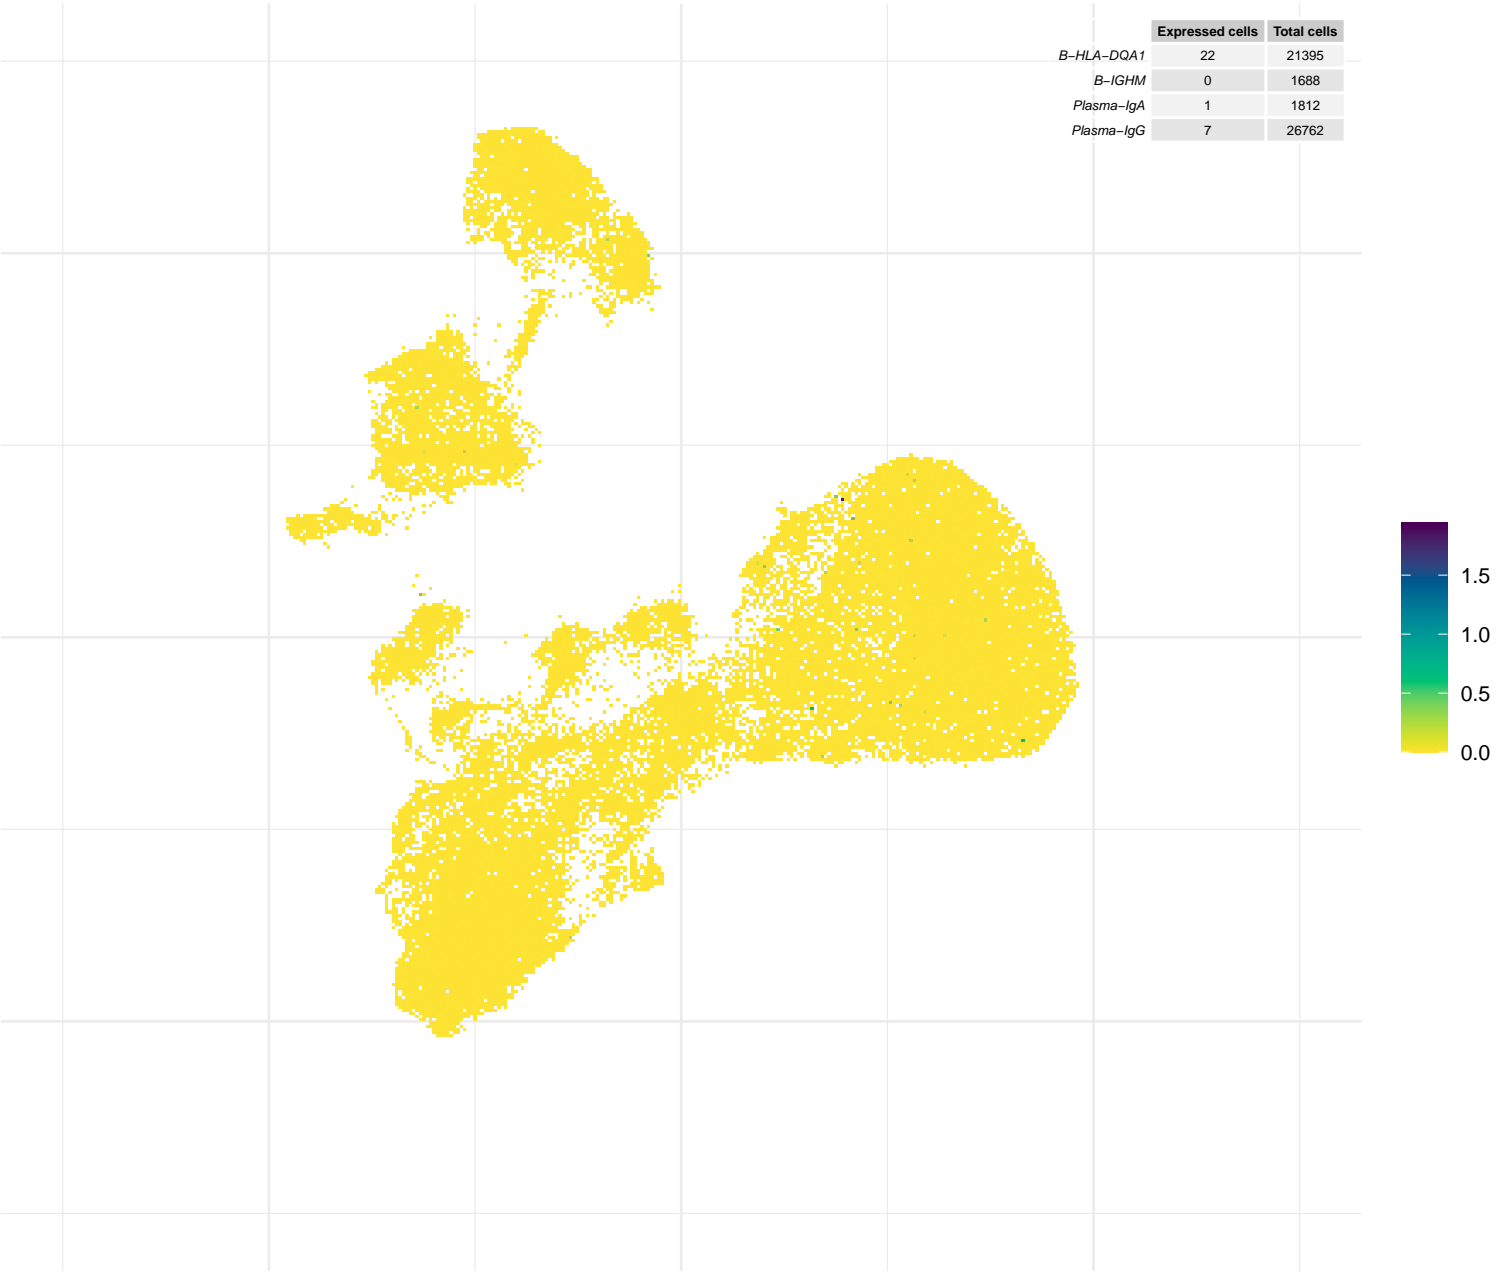 Expressed cells Total cells
B−HLA−DQA1 22 21395
B−IGHM 0 1688
Plasma−IgA 1 1812
Plasma−IgG 7 26762
1.5
1.0
0.5
0.0